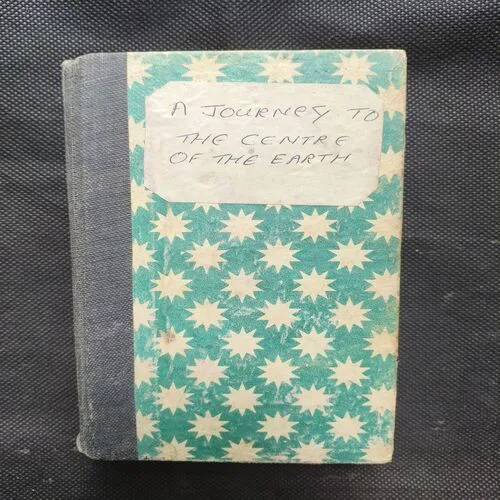 A JOURNEY TO
THE CENTRE
OF THE EARTH